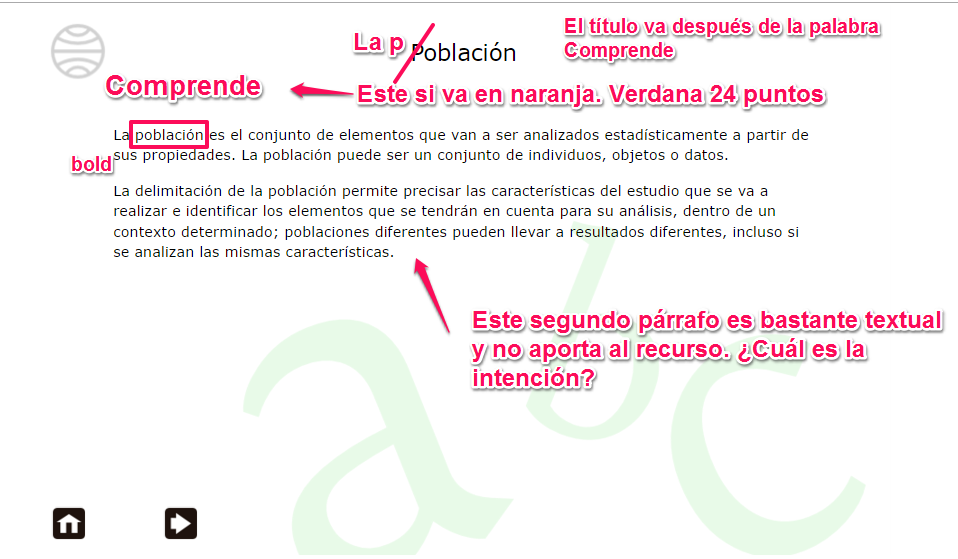 El título va después de la palabra
Comprende
La p
Población
Comprende
Este si va en naranja. Verdana 24 puntos
La población es el conjunto de elementos que van a ser analizados estadísticamente a partir de
sus propiedades. La población puede ser un conjunto de individuos, objetos o datos.
bold
La delimitación de la población permite precisar las características del estudio que se va a
realizar e identificar los elementos que se tendrán en cuenta para su análisis, dentro de un
contexto determinado; poblaciones diferentes pueden llevar a resultados diferentes, incluso si
se analizan las mismas características.
Este segundo párrafo es bastante textual
y no aporta al recurso. ¿Cuál es la
intención?
abc